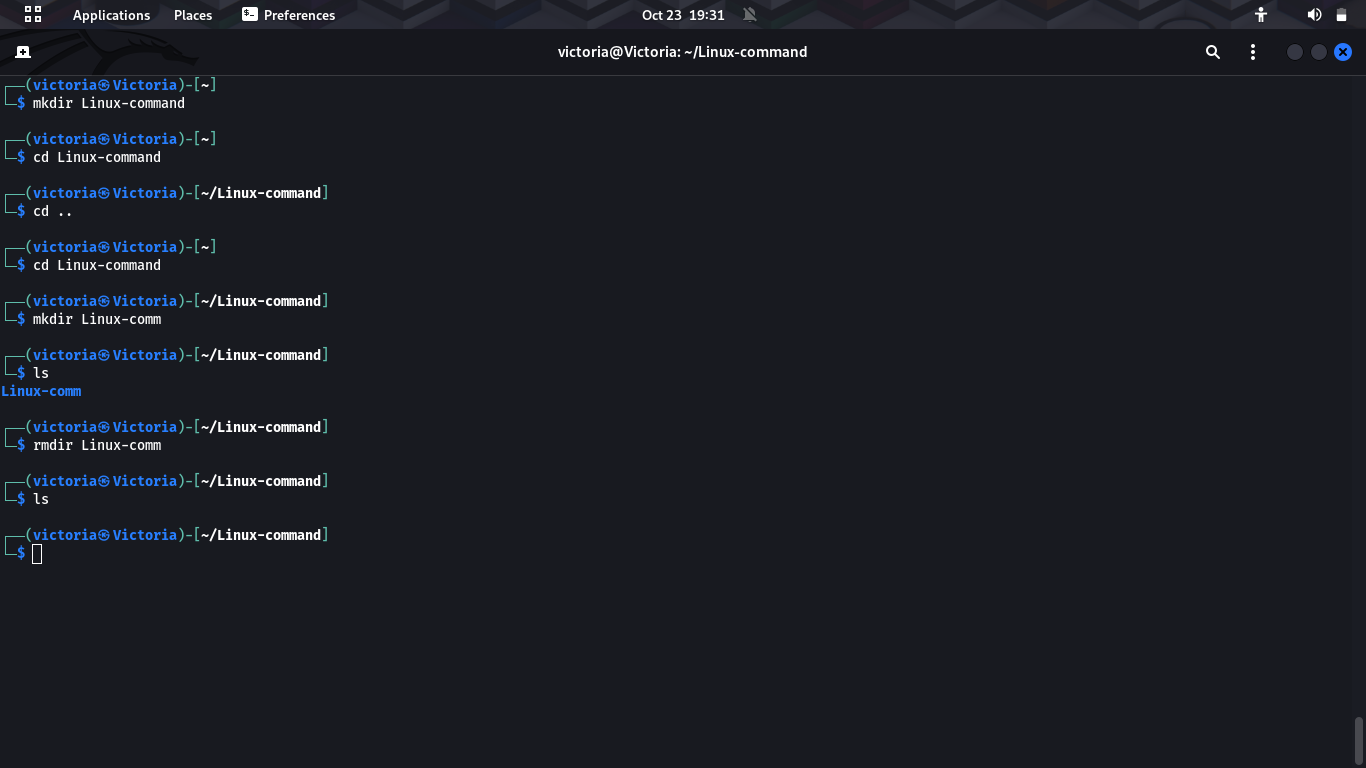 Applications Places Preferences Oct 23 19:31
victoria@Victoria: ~/Linux-command
┌──(victoria㉿Victoria)-[~]
└─$ mkdir Linux-command
┌──(victoria㉿Victoria)-[~]
└─$ cd Linux-command
┌──(victoria㉿Victoria)-[~/Linux-command]
└─$ cd ..
┌──(victoria㉿Victoria)-[~]
└─$ cd Linux-command
┌──(victoria㉿Victoria)-[~/Linux-command]
└─$ mkdir Linux-comm
┌──(victoria㉿Victoria)-[~/Linux-command]
└─$ ls
Linux-comm
┌──(victoria㉿Victoria)-[~/Linux-command]
└─$ rmdir Linux-comm
┌──(victoria㉿Victoria)-[~/Linux-command]
└─$ ls
┌──(victoria㉿Victoria)-[~/Linux-command]
└─$